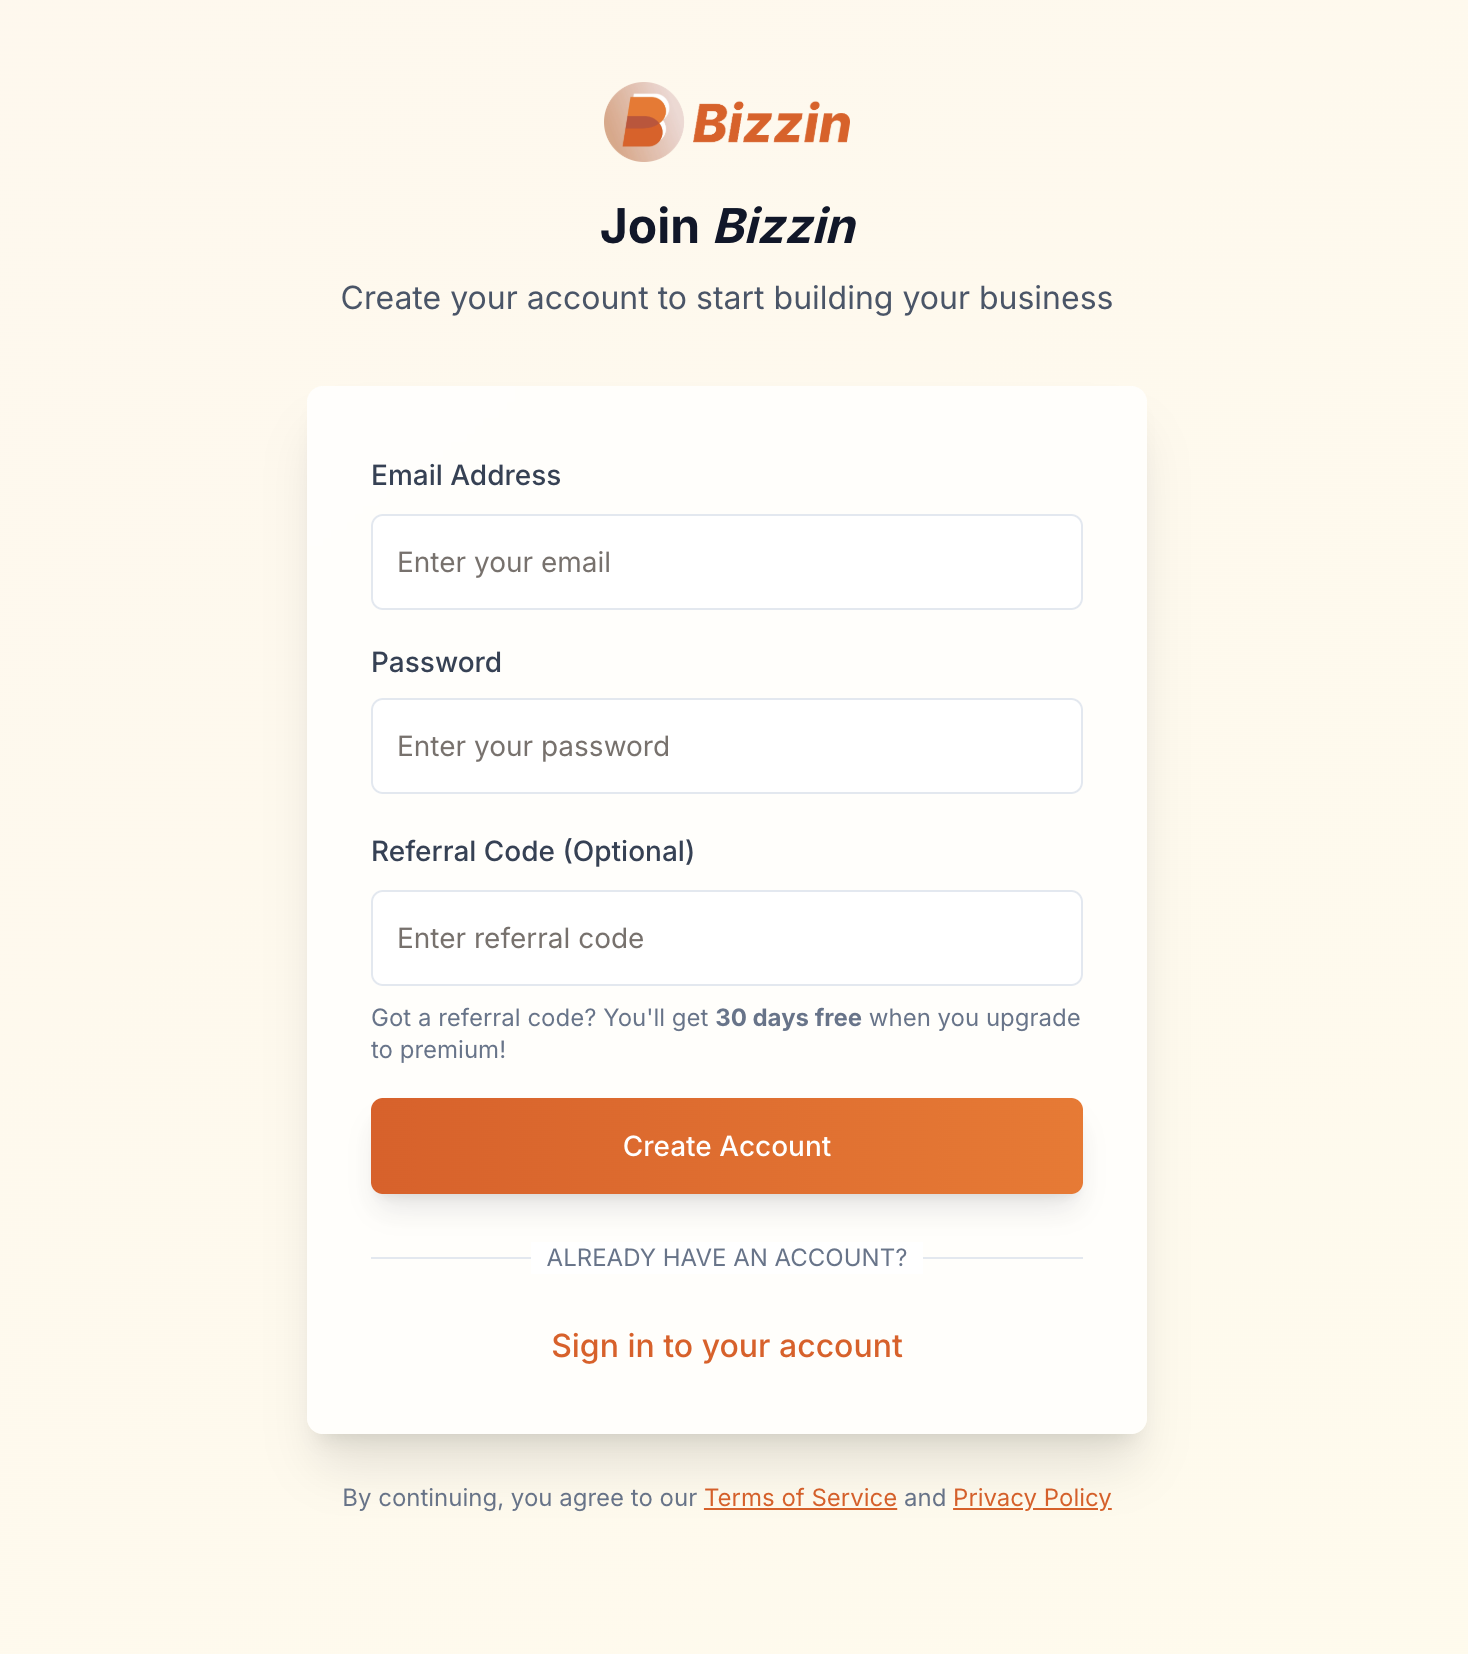 Bizzin
Join Bizzin
Create your account to start building your business
Email Address
Enter your email
Password
Enter your password
Referral Code (Optional)
Enter referral code
Got a referral code? You'll get 30 days free when you upgrade
to premium!
Create Account
ALREADY HAVE AN ACCOUNT?
Sign in to your account
By continuing, you agree to our Terms of Service and Privacy Policy